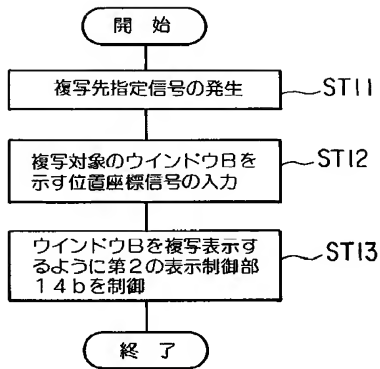 開 始
複写先指定信号の発生
ST11
複写対象のウインドウBを
示す位置座標信号の入力
ST12
ウインドウBを複写表示す
るように第2の表示制御部
14bを制御
ST13
終 了